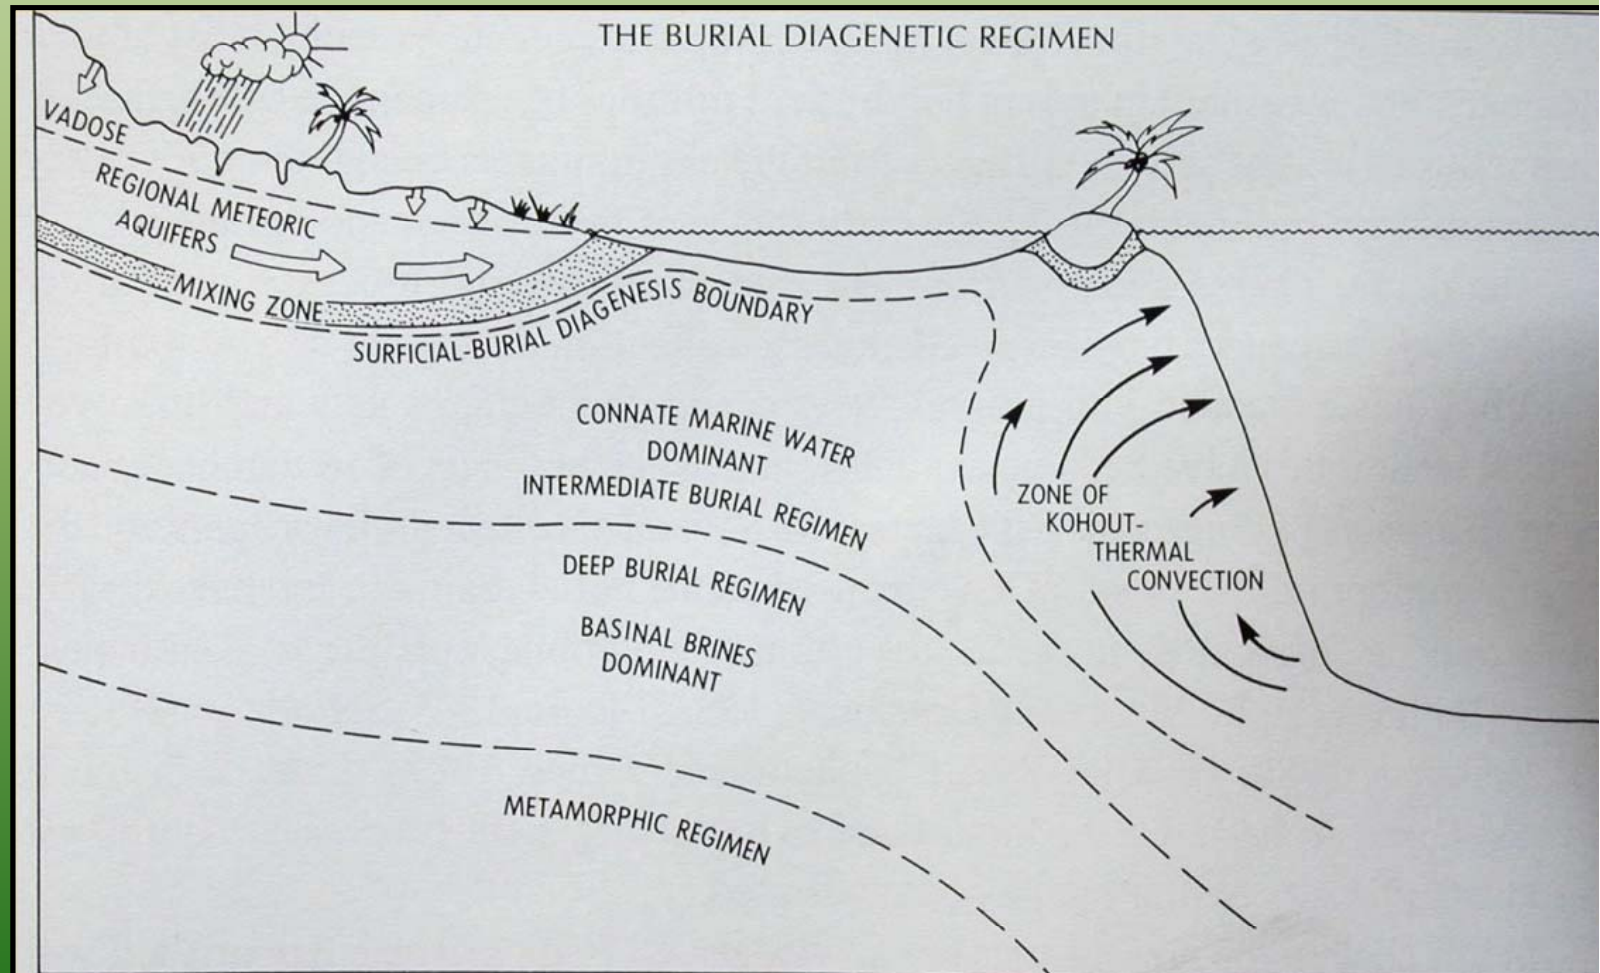 THE BURIAL DIAGENETIC REGIMEN
VADOSE
REGIONAL METEORIC
AQUIFERS
MIXING ZONE
SURFICIAL-BURIAL DIAGENESIS BOUNDARY
CONNATE MARINE WATER
DOMINANT
INTERMEDIATE BURIAL REGIMEN
ZONE OF
KOHOUT-
THERMAL
CONVECTION
DEEP BURIAL REGIMEN
BASINAL BRINES
DOMINANT
METAMORPHIC REGIMEN